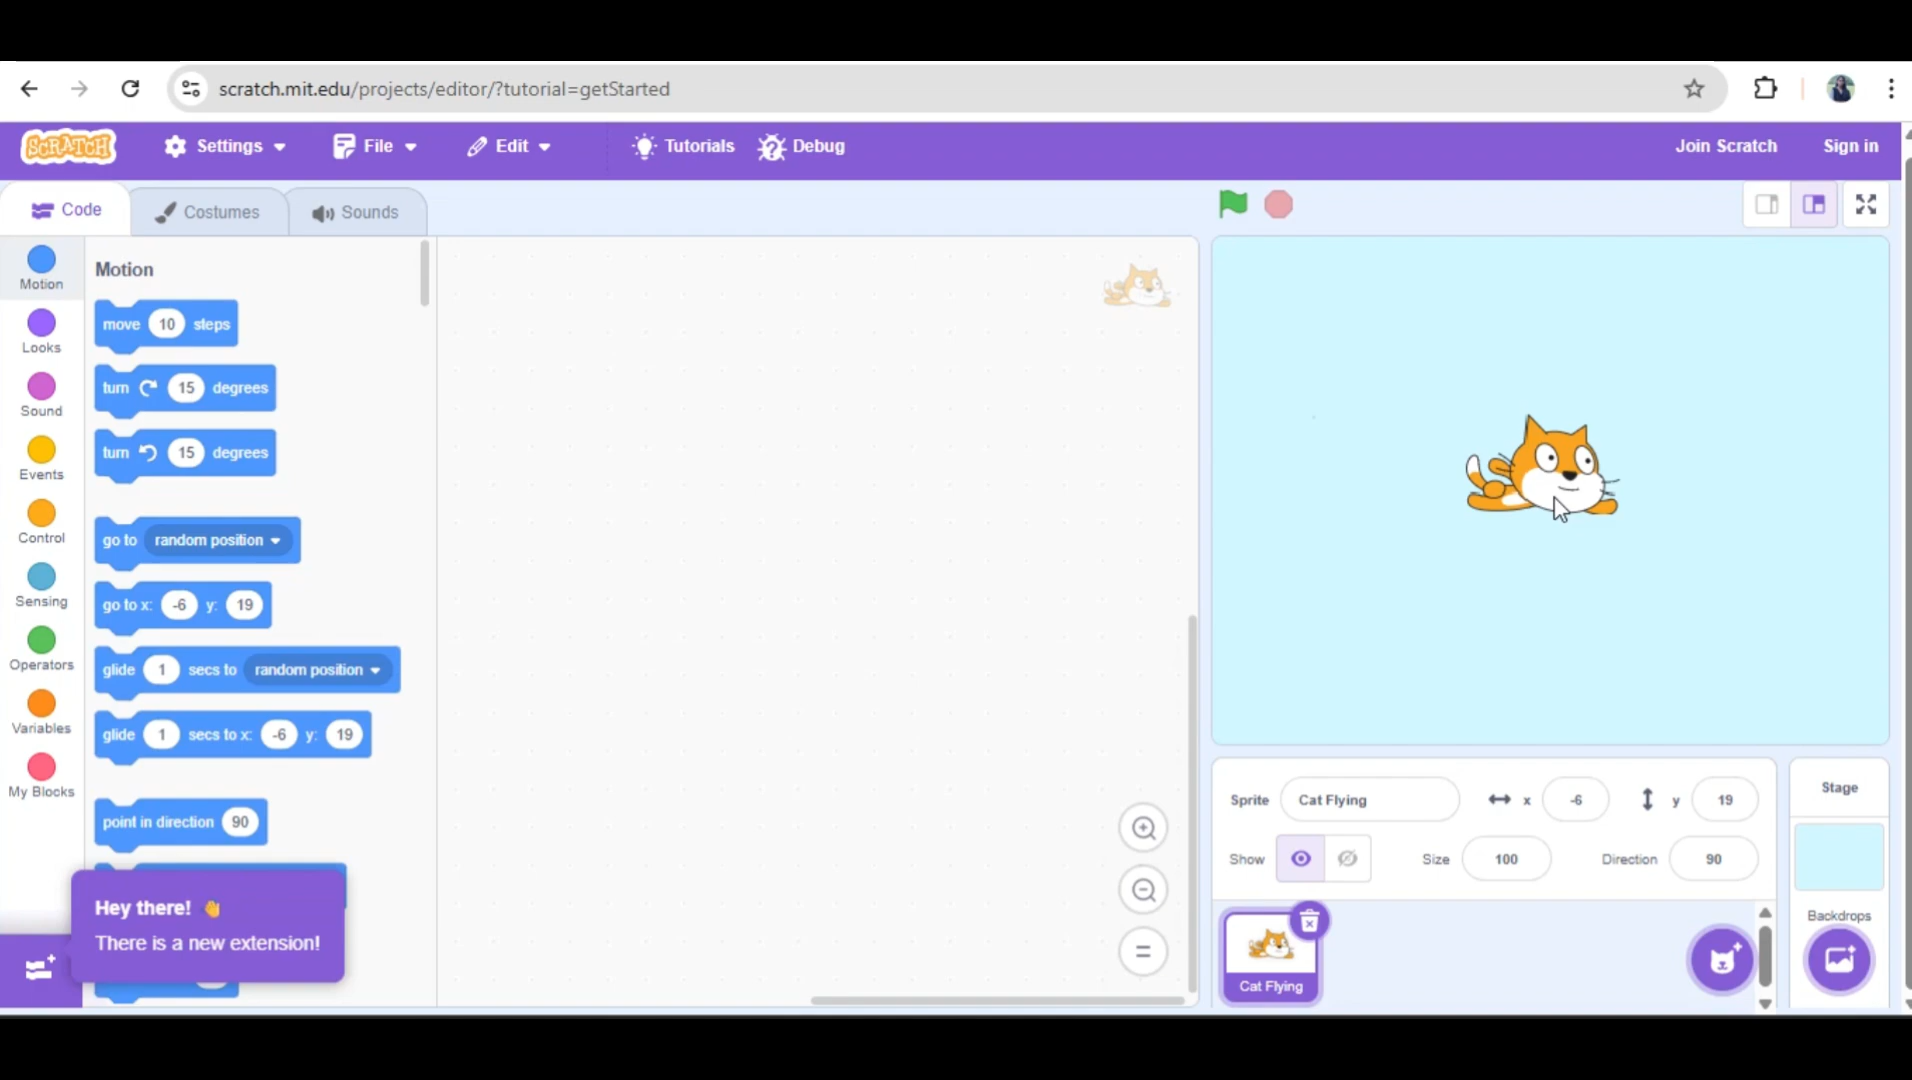 scratch.mit.edu/projects/editor/?tutorial=getStarted
SCRATCH Settings File Edit Tutorials Debug Join Scratch Sign in
Code Costumes Sounds
Motion
Looks
Sound
Events
Control
Sensing
Operators
Variables
My Blocks
Motion
move 10 steps
turn 15 degrees
turn 15 degrees
go to random position
go to x: -6 y: 19
glide 1 secs to random position
glide 1 secs to x: -6 y: 19
point in direction 90
Hey there! 👋
There is a new extension!
Sprite Cat Flying x -6 y 19
Show Size 100 Direction 90
Cat Flying
Stage
Backdrops